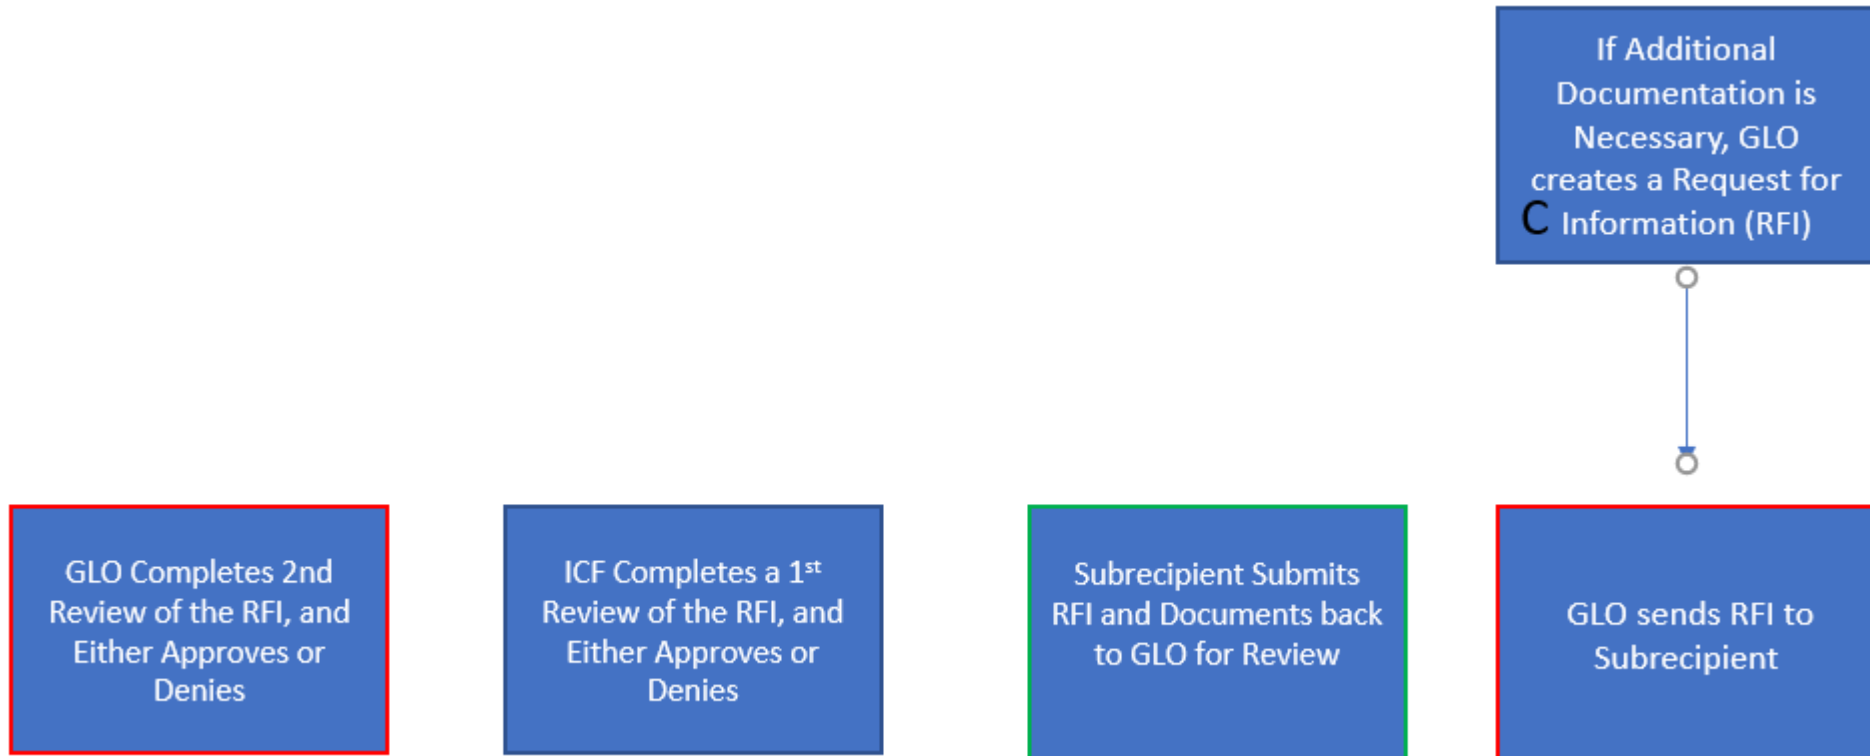 If Additional
Documentation is
Necessary, GLO
creates a Request for
C Information (RFI)
GLO Completes 2nd
Review of the RFI, and
Either Approves or
Denies
ICF Completes a 1st
Review of the RFI, and
Either Approves or
Denies
Subrecipient Submits
RFI and Documents back
to GLO for Review
GLO sends RFI to
Subrecipient